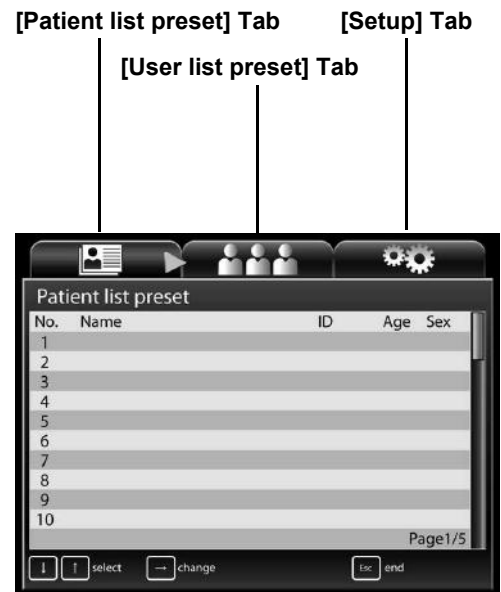 [Patient list preset] Tab [Setup] Tab
[User list preset] Tab
Patient list preset
No. Name ID Age Sex
1
2
3
4
5
6
7
8
9
10
Page1/5
↓ ↑ select → change Esc end